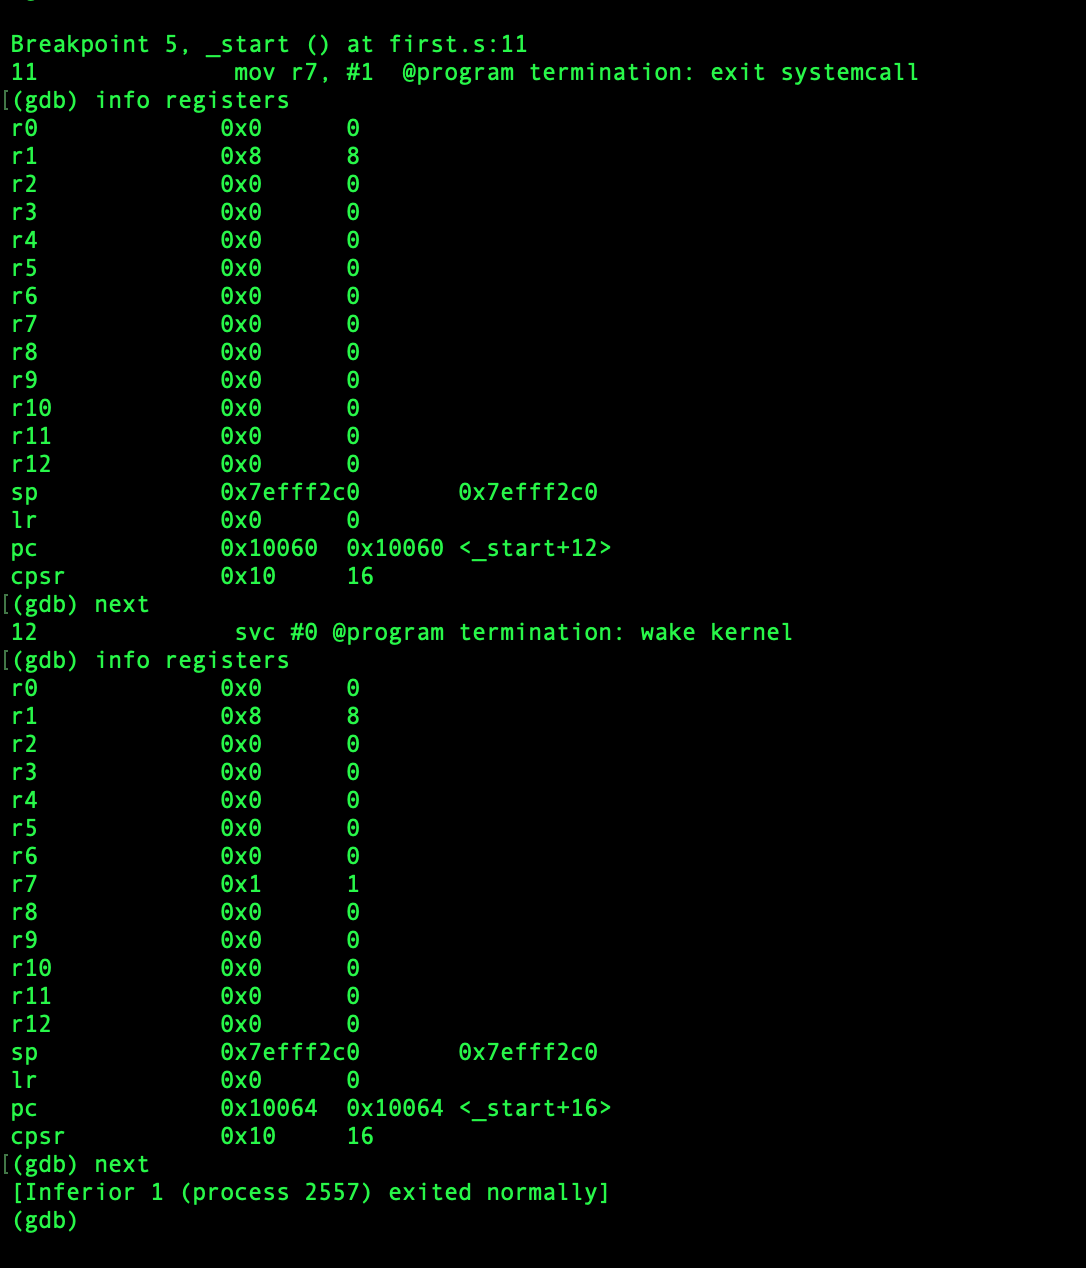 Breakpoint 5, _start () at first.s:11
11              mov r7, #1  @program termination: exit systemcall
[(gdb) info registers
r0             0x0      0
r1             0x8      8
r2             0x0      0
r3             0x0      0
r4             0x0      0
r5             0x0      0
r6             0x0      0
r7             0x0      0
r8             0x0      0
r9             0x0      0
r10            0x0      0
r11            0x0      0
r12            0x0      0
sp             0x7efff2c0       0x7efff2c0
lr             0x0      0
pc             0x10060  0x10060 <_start+12>
cpsr           0x10     16
[(gdb) next
12              svc #0 @program termination: wake kernel
[(gdb) info registers
r0             0x0      0
r1             0x8      8
r2             0x0      0
r3             0x0      0
r4             0x0      0
r5             0x0      0
r6             0x0      0
r7             0x1      1
r8             0x0      0
r9             0x0      0
r10            0x0      0
r11            0x0      0
r12            0x0      0
sp             0x7efff2c0       0x7efff2c0
lr             0x0      0
pc             0x10064  0x10064 <_start+16>
cpsr           0x10     16
[(gdb) next
[Inferior 1 (process 2557) exited normally]
(gdb)